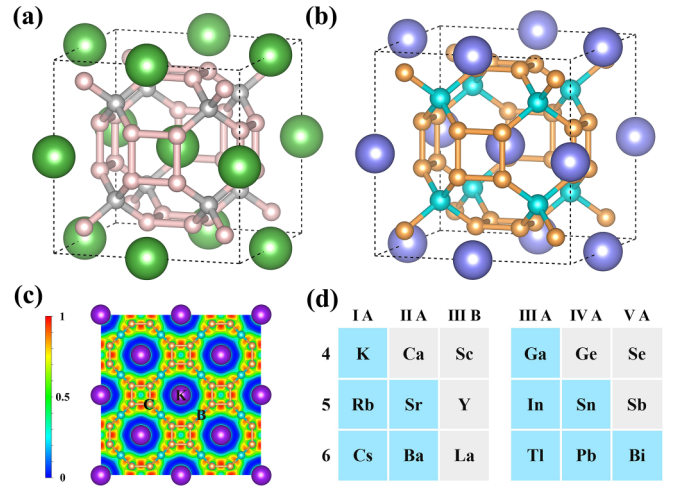 (a)
(b)
(c)
1
0.5
0
K
C
B
(d)
I A II A III B III A IV A V A
4 K Ca Sc Ga Ge Se
5 Rb Sr Y In Sn Sb
6 Cs Ba La Tl Pb Bi